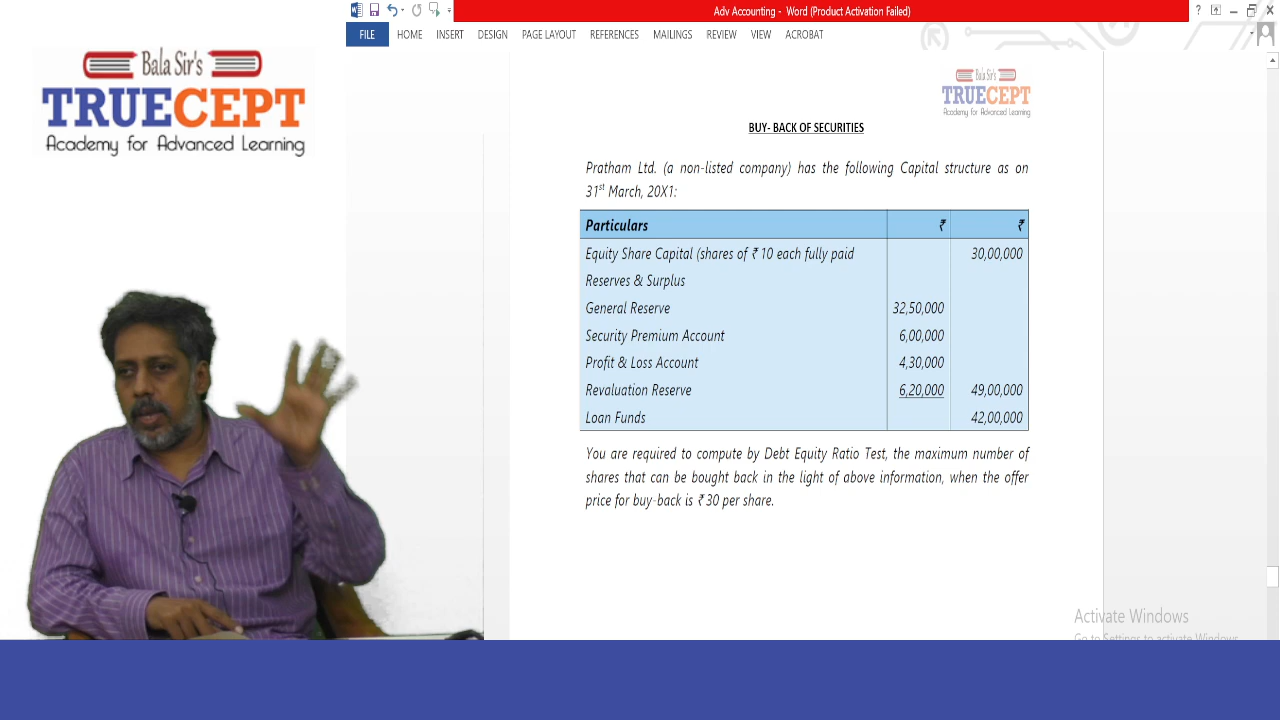 Adv Accounting - Word (Product Activation Failed)
FILE HOME INSERT DESIGN PAGE LAYOUT REFERENCES MAILINGS REVIEW VIEW ACROBAT
Bala Sir's
TRUECEPT
Academy for Advanced Learning
Bala Sir's
TRUECEPT
Academy for Advanced Learning
BUY- BACK OF SECURITIES
Pratham Ltd. (a non-listed company) has the following Capital structure as on
31st March, 20X1:
Particulars ₹ ₹
Equity Share Capital (shares of ₹ 10 each fully paid 30,00,000
Reserves & Surplus
General Reserve 32,50,000
Security Premium Account 6,00,000
Profit & Loss Account 4,30,000
Revaluation Reserve 6,20,000 49,00,000
Loan Funds 42,00,000
You are required to compute by Debt Equity Ratio Test, the maximum number of
shares that can be bought back in the light of above information, when the offer
price for buy-back is ₹ 30 per share.
Activate Windows
Go to Settings to activate Windows